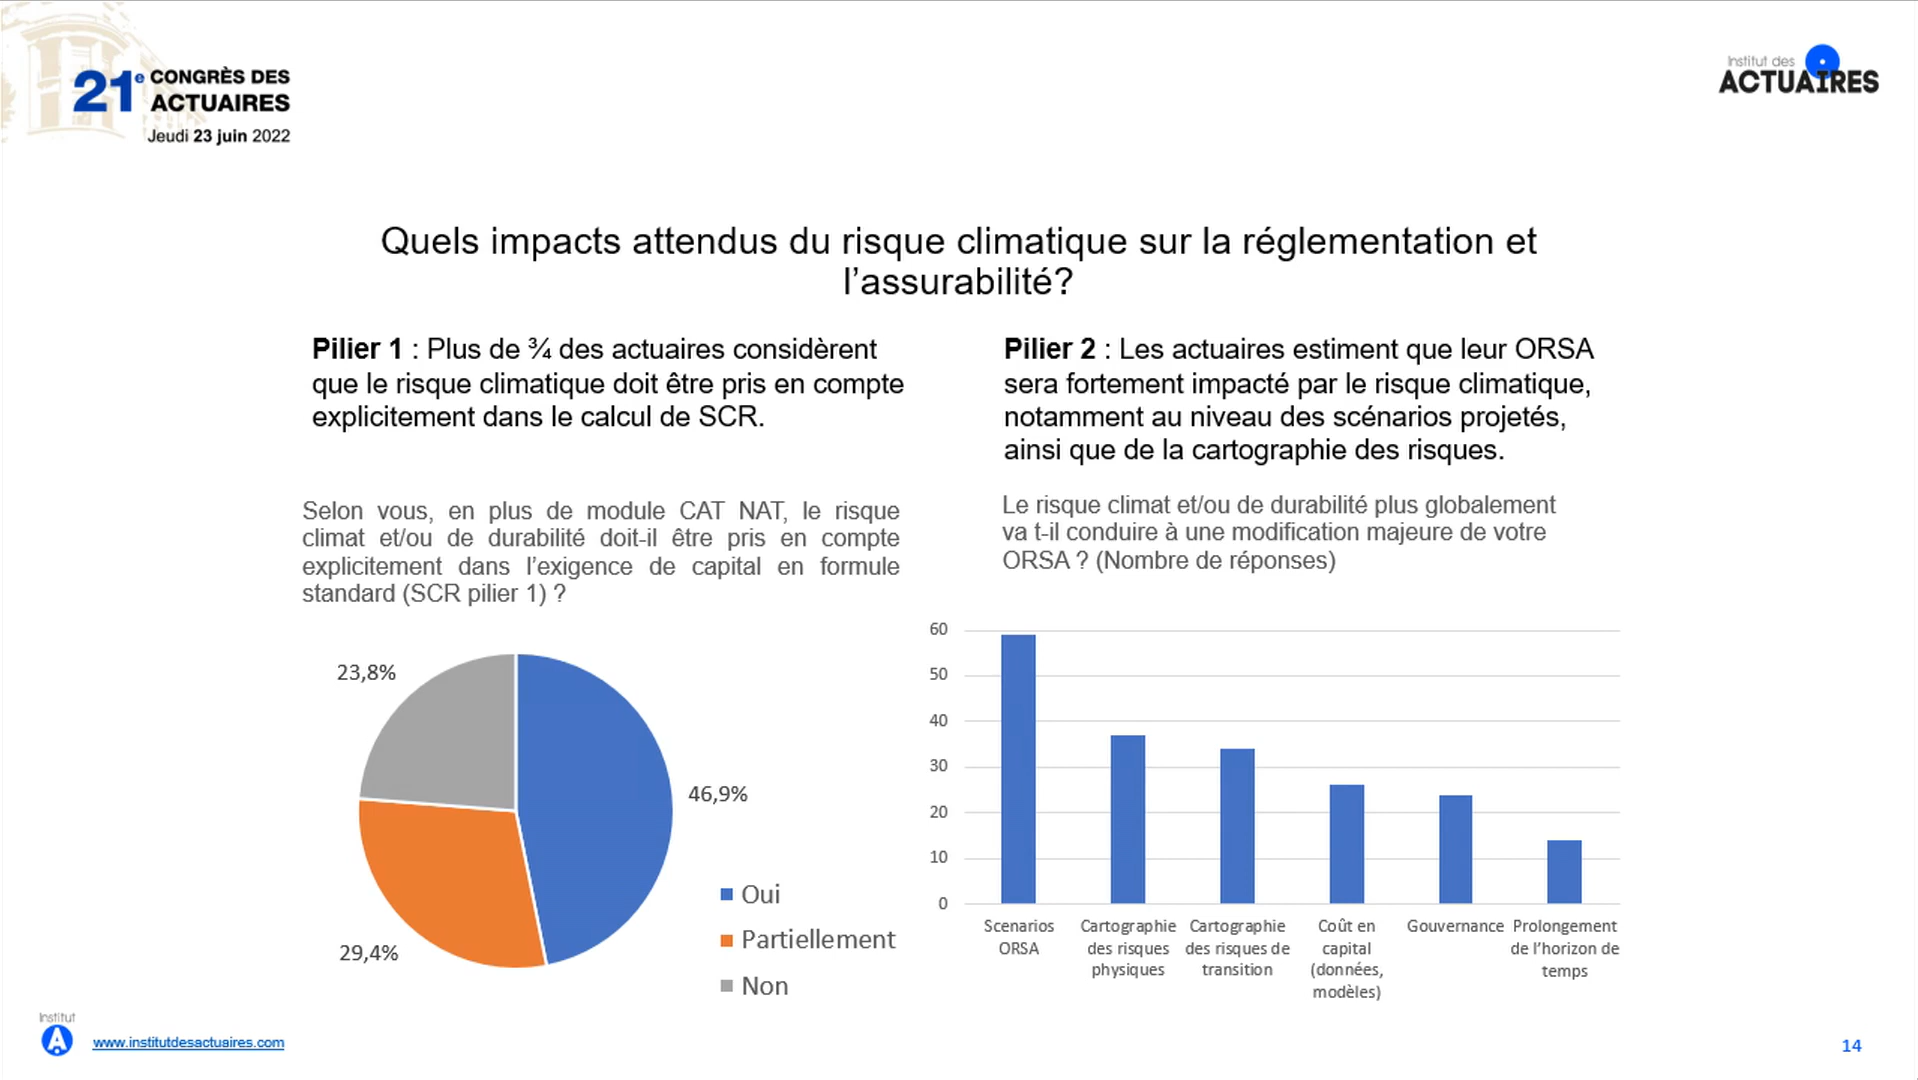 21e CONGRÈS DES
ACTUAIRES
Jeudi 23 juin 2022
Institut des
ACTUAIRES
Quels impacts attendus du risque climatique sur la réglementation et
l’assurabilité?
Pilier 1 : Plus de ¾ des actuaires considèrent
que le risque climatique doit être pris en compte
explicitement dans le calcul de SCR.
Selon vous, en plus de module CAT NAT, le risque
climat et/ou de durabilité doit-il être pris en compte
explicitement dans l’exigence de capital en formule
standard (SCR pilier 1) ?
23,8%
46,9%
29,4%
Oui
Partiellement
Non
Pilier 2 : Les actuaires estiment que leur ORSA
sera fortement impacté par le risque climatique,
notamment au niveau des scénarios projetés,
ainsi que de la cartographie des risques.
Le risque climat et/ou de durabilité plus globalement
va t-il conduire à une modification majeure de votre
ORSA ? (Nombre de réponses)
60
50
40
30
20
10
0
Scenarios
ORSA
Cartographie
des risques
physiques
Cartographie
des risques de
transition
Coût en
capital
(données,
modèles)
Gouvernance
Prolongement
de l’horizon de
temps
Institut
A
www.institutdesactuaires.com
14